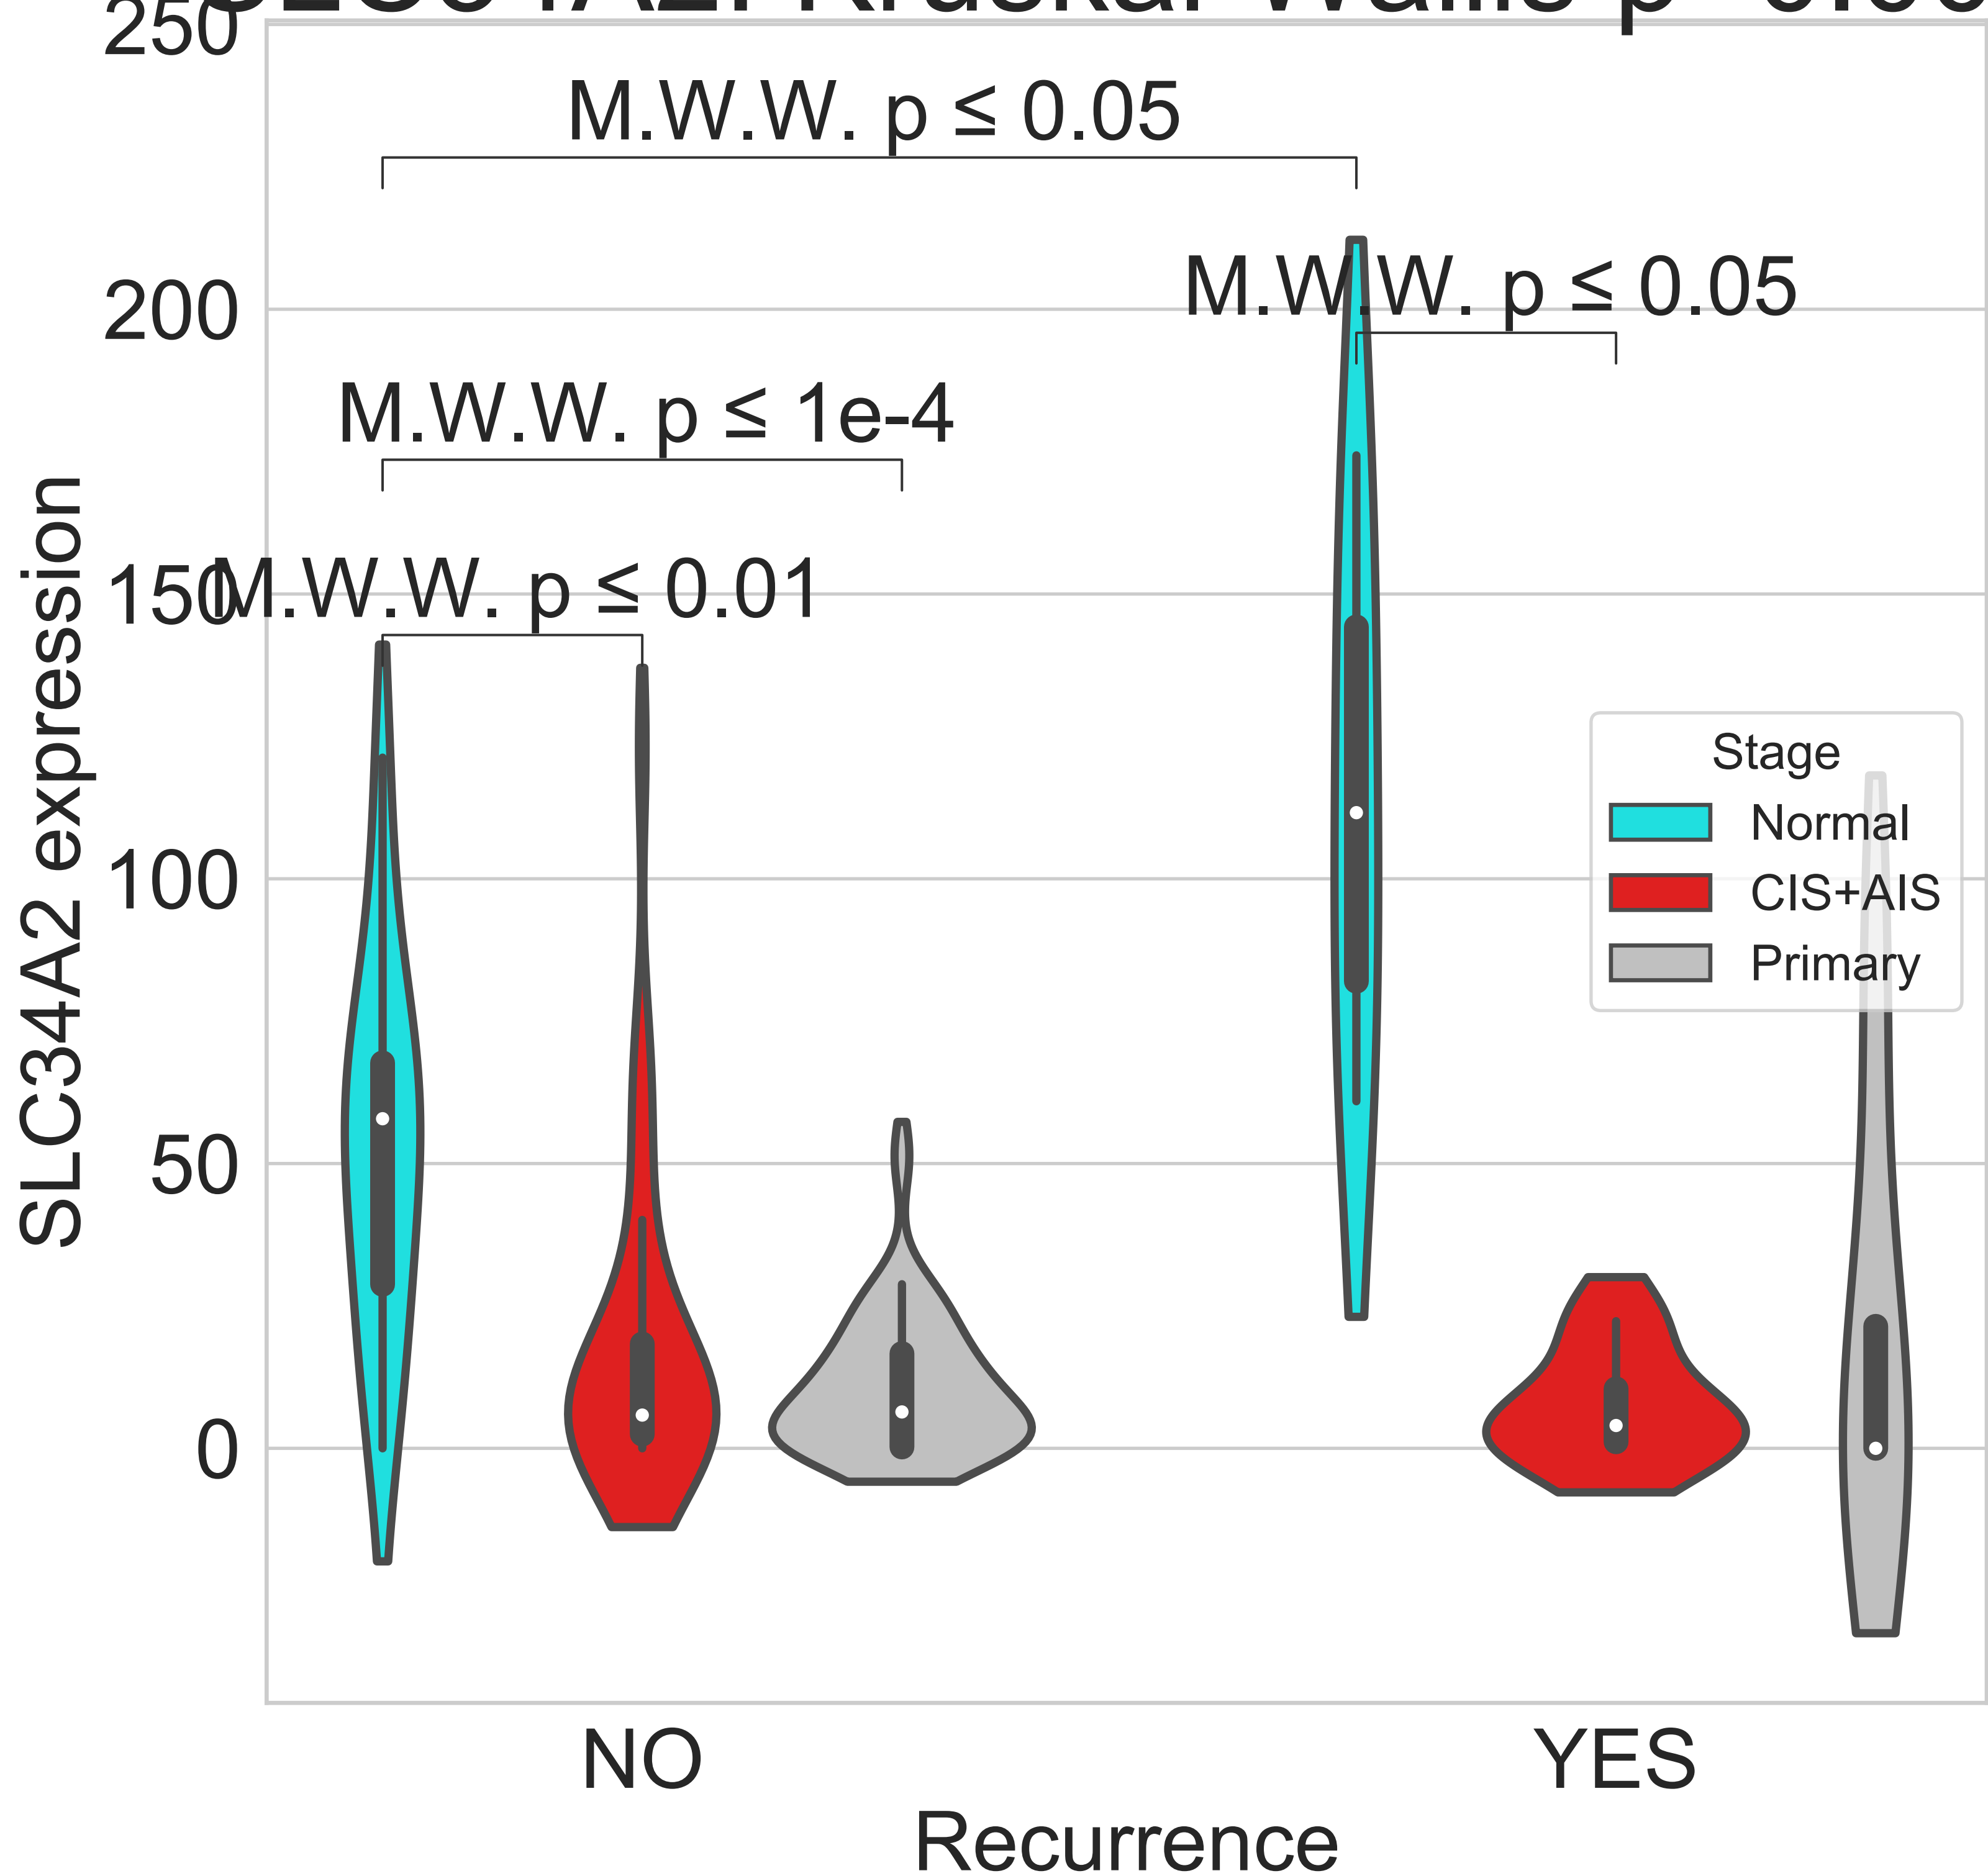 250
M.W.W. p ≤ 0.05
200
M.W.W. p ≤ 0.05
M.W.W. p ≤ 1e-4
150
M.W.W. p ≤ 0.01
100
50
0
SLC34A2 expression
Stage
Normal
CIS+AIS
Primary
NO
YES
Recurrence